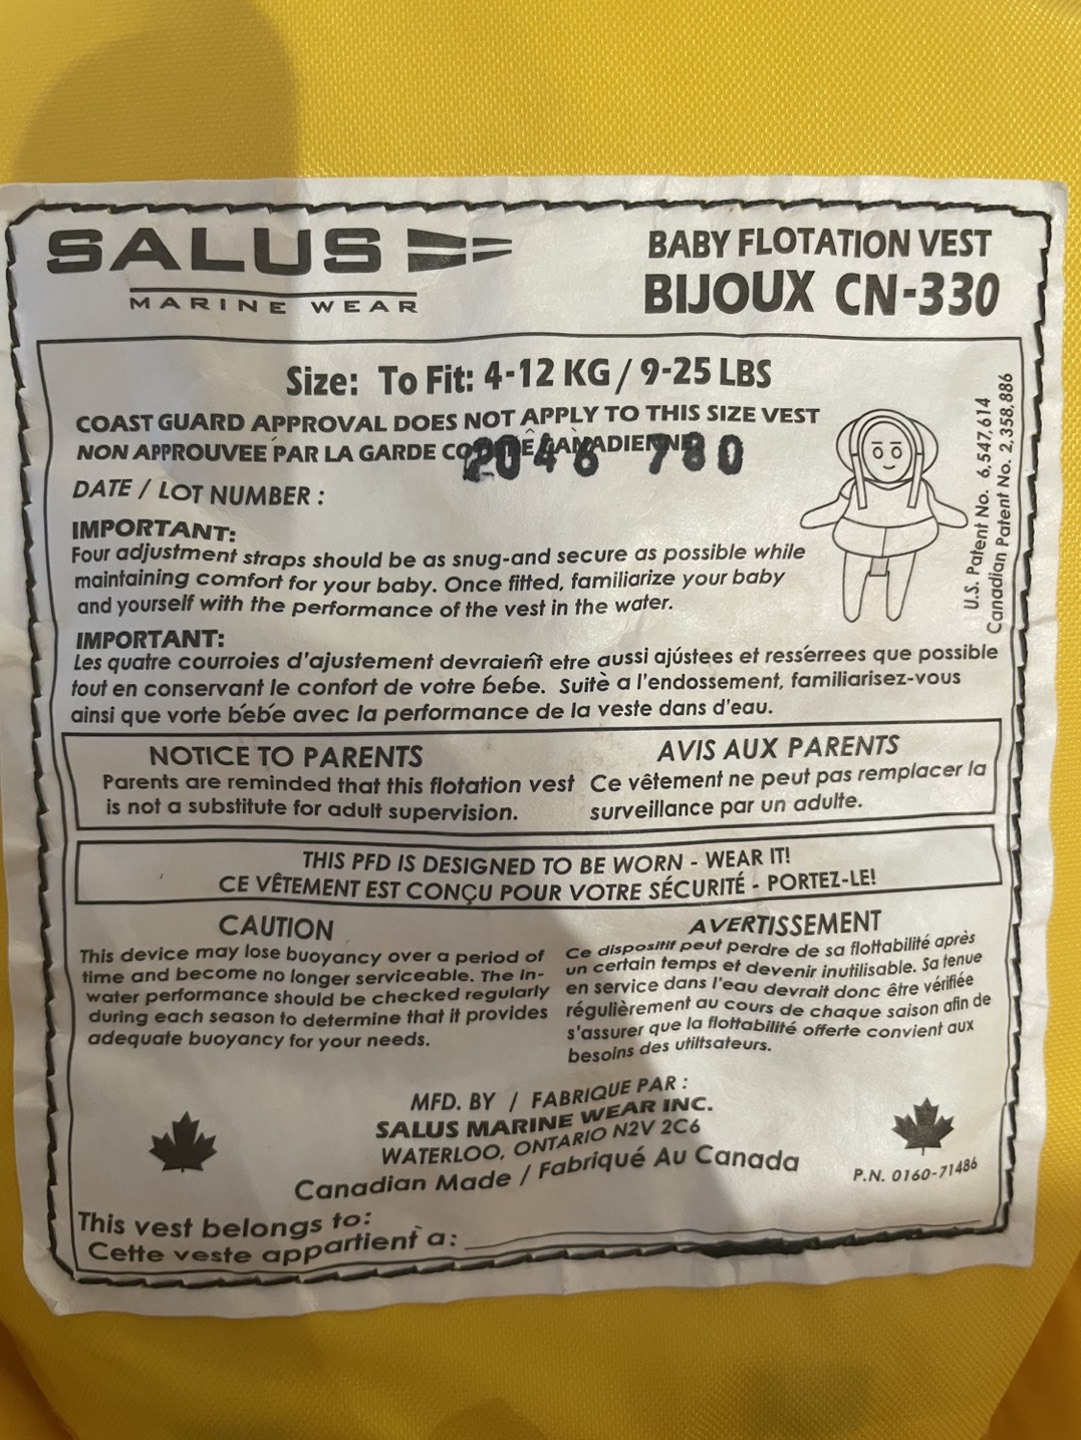 SALUS
MARINE WEAR
BABY FLOTATION VEST
BIJOUX CN-330
Size: To Fit: 4-12 KG / 9-25 LBS
COAST GUARD APPROVAL DOES NOT APPLY TO THIS SIZE VEST
NON APPROUVEE PAR LA GARDE CANADIENNE
2046 780
DATE / LOT NUMBER :
U.S. Patent No. 6,547,614
Canadian Patent No. 2,358,886
IMPORTANT:
Four adjustment straps should be as snug-and secure as possible while
maintaining comfort for your baby. Once fitted, familiarize your baby
and yourself with the performance of the vest in the water.
IMPORTANT:
Les quatre courroies d'ajustement devraient etre aussi ajústees et resserrees que possible
tout en conservant le confort de votre bebe. Suite a l'endossement, familiarisez-vous
ainsi que vorte bebe avec la performance de la veste dans d'eau.
NOTICE TO PARENTS
Parents are reminded that this flotation vest
is not a substitute for adult supervision.
AVIS AUX PARENTS
Ce vêtement ne peut pas remplacer la
surveillance par un adulte.
THIS PFD IS DESIGNED TO BE WORN - WEAR IT!
CE VÊTEMENT EST CONÇU POUR VOTRE SÉCURITÉ - PORTEZ-LE!
CAUTION
This device may lose buoyancy over a period of
time and become no longer serviceable. The in-
water performance should be checked regularly
during each season to determine that it provides
adequate buoyancy for your needs.
AVERTISSEMENT
Ce dispositif peut perdre de sa flottabilité après
un certain temps et devenir inutilisable. Sa tenue
en service dans l'eau devrait donc être vérifiée
régulièrement au cours de chaque saison afin de
s'assurer que la flottabilité offerte convient aux
besoins des utiltsateurs.
MFD. BY / FABRIQUE PAR :
SALUS MARINE WEAR INC.
WATERLOO, ONTARIO N2V 2C6
Canadian Made / Fabriqué Au Canada
P.N. 0160-71486
This vest belongs to:
Cette veste appartient a: